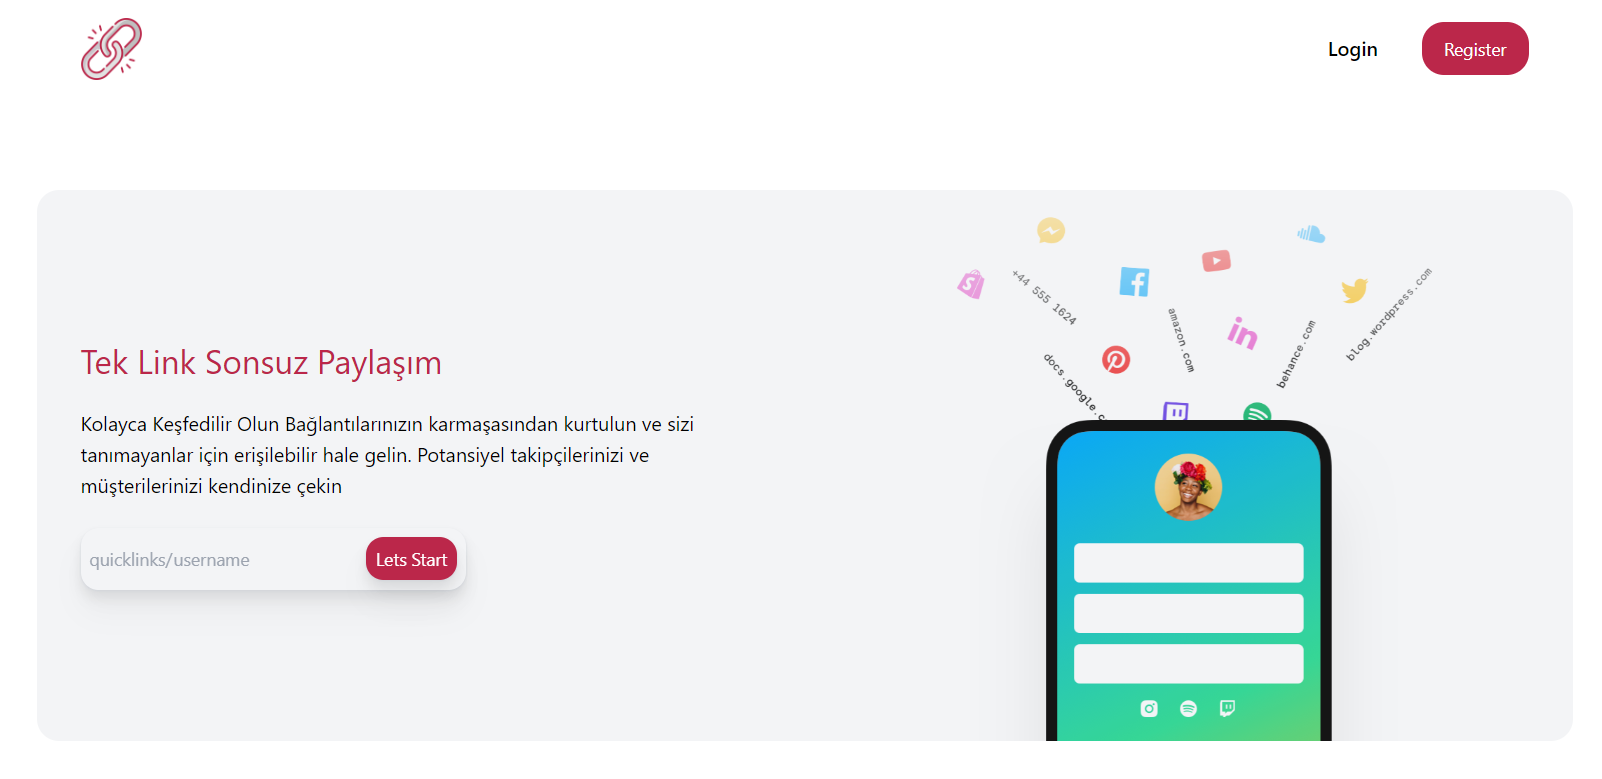 Login
Register
Tek Link Sonsuz Paylaşım
Kolayca Keşfedilir Olun Bağlantılarınızın karmaşasından kurtulun ve sizi
tanımayanlar için erişilebilir hale gelin. Potansiyel takipçilerinizi ve
müşterilerinizi kendinize çekin
quicklinks/username
Lets Start
+44 555 1624
amazon.com
behance.com
blog.wordpress.com
docs.google.c